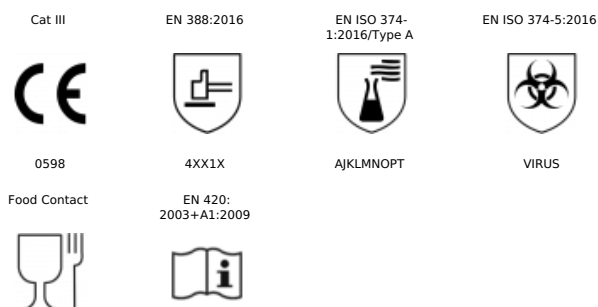 Cat III
EN 388:2016
EN ISO 374-
1:2016/Type A
EN ISO 374-5:2016
CE
i
0598
4XX1X
AJKLMNOPT
VIRUS
Food Contact
EN 420:
2003+A1:2009
i